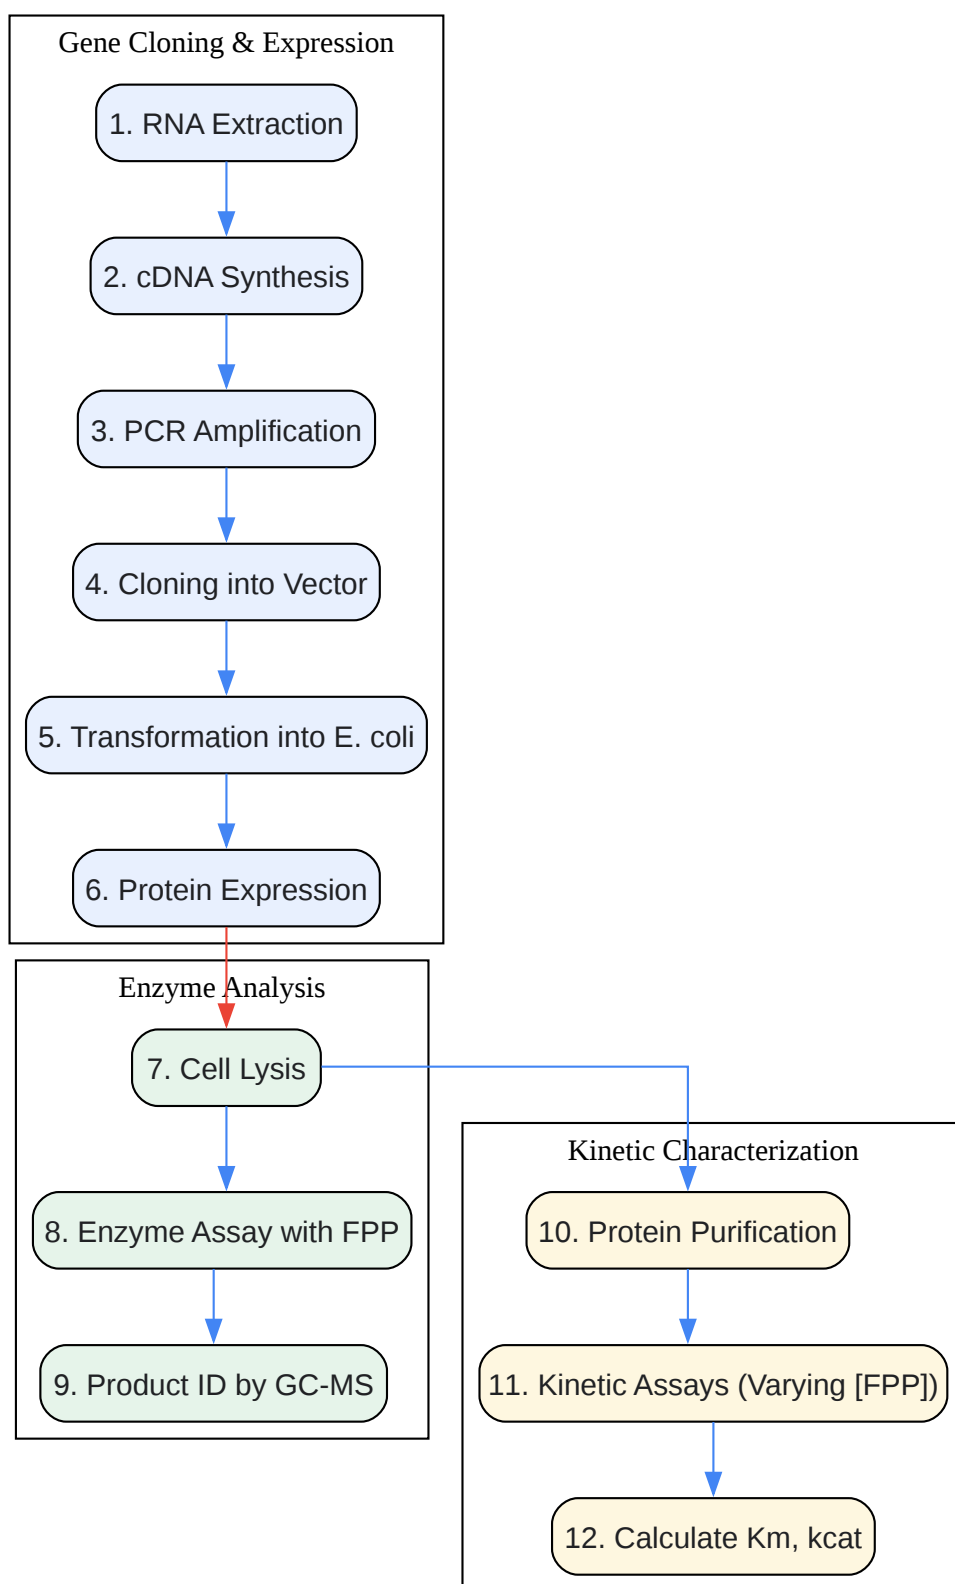 Gene Cloning & Expression
1. RNA Extraction
2. cDNA Synthesis
3. PCR Amplification
4. Cloning into Vector
5. Transformation into E. coli
6. Protein Expression
Enzyme Analysis
7. Cell Lysis
8. Enzyme Assay with FPP
9. Product ID by GC-MS
Kinetic Characterization
10. Protein Purification
11. Kinetic Assays (Varying [FPP])
12. Calculate Km, kcat